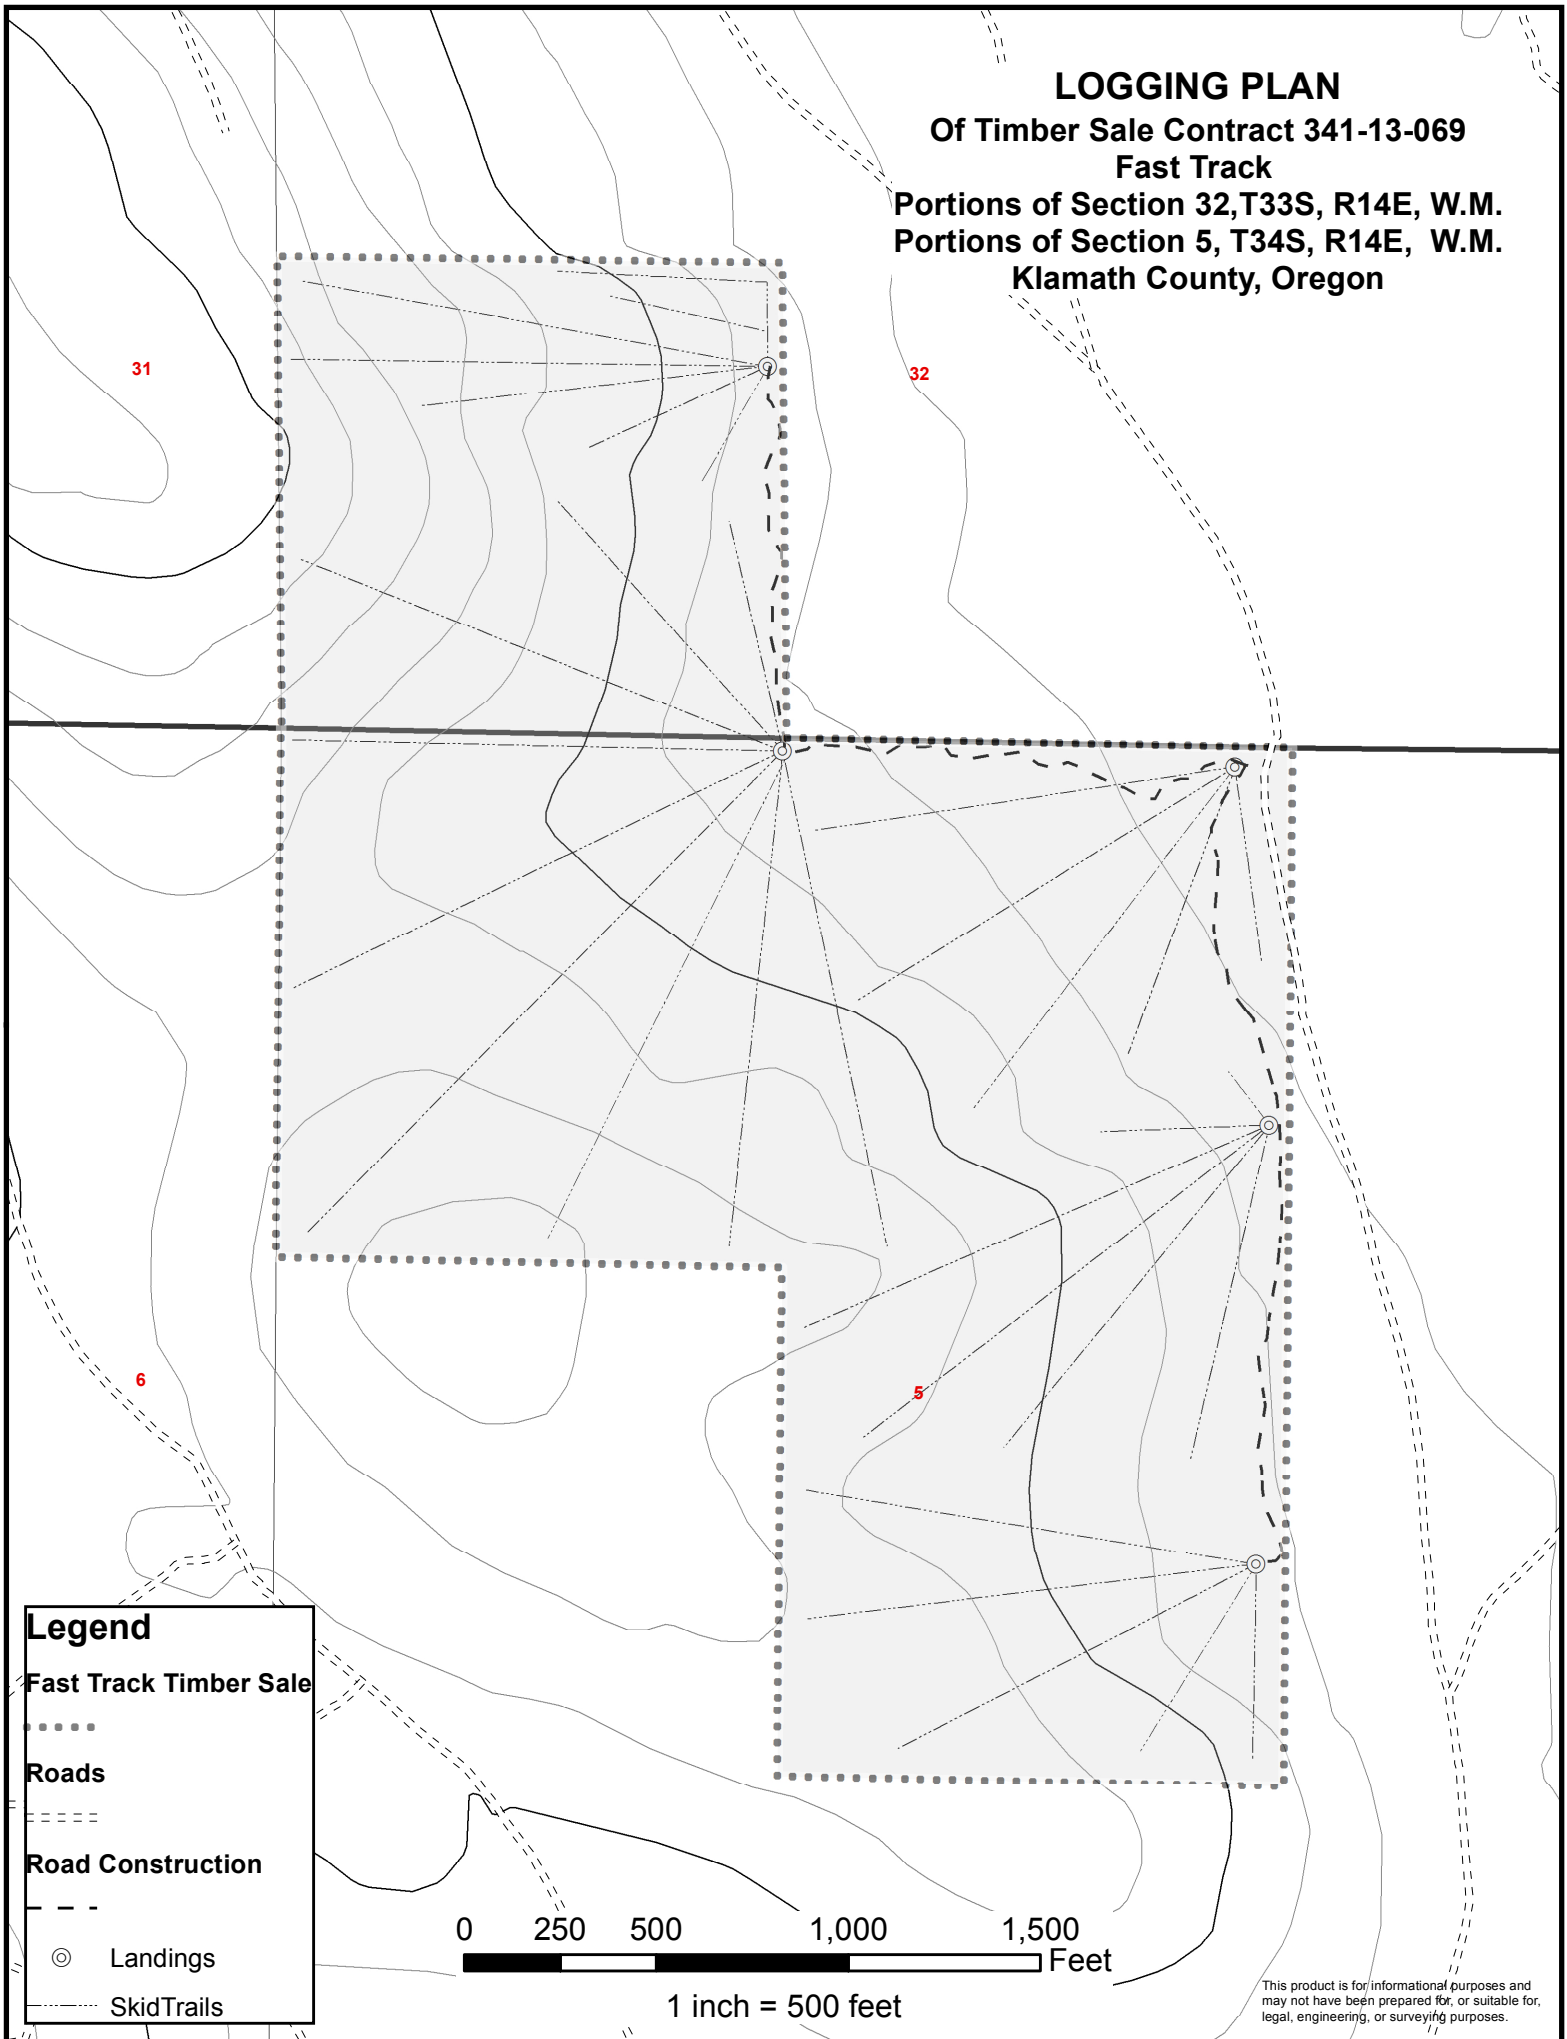 LOGGING PLAN
Of Timber Sale Contract 341-13-069
Fast Track
Portions of Section 32,T33S, R14E, W.M.
Portions of Section 5, T34S, R14E, W.M.
Klamath County, Oregon
31
32
6
5
Legend
Fast Track Timber Sale
Roads
Road Construction
Landings
SkidTrails
0 250 500 1,000 1,500
Feet
1 inch = 500 feet
This product is for informational purposes and
may not have been prepared for, or suitable for,
legal, engineering, or surveying purposes.